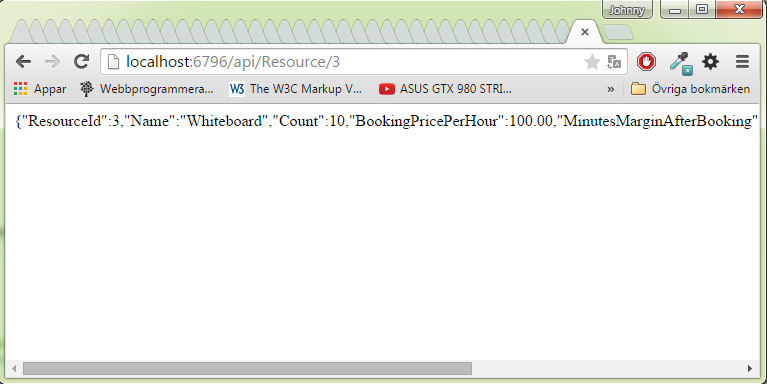 Johnny
localhost:6796/api/Resource/3
Appar Webbprogrammera... W3 The W3C Markup V... ASUS GTX 980 STRI... » Övriga bokmärken
{"ResourceId":3,"Name":"Whiteboard","Count":10,"BookingPricePerHour":100.00,"MinutesMarginAfterBooking"